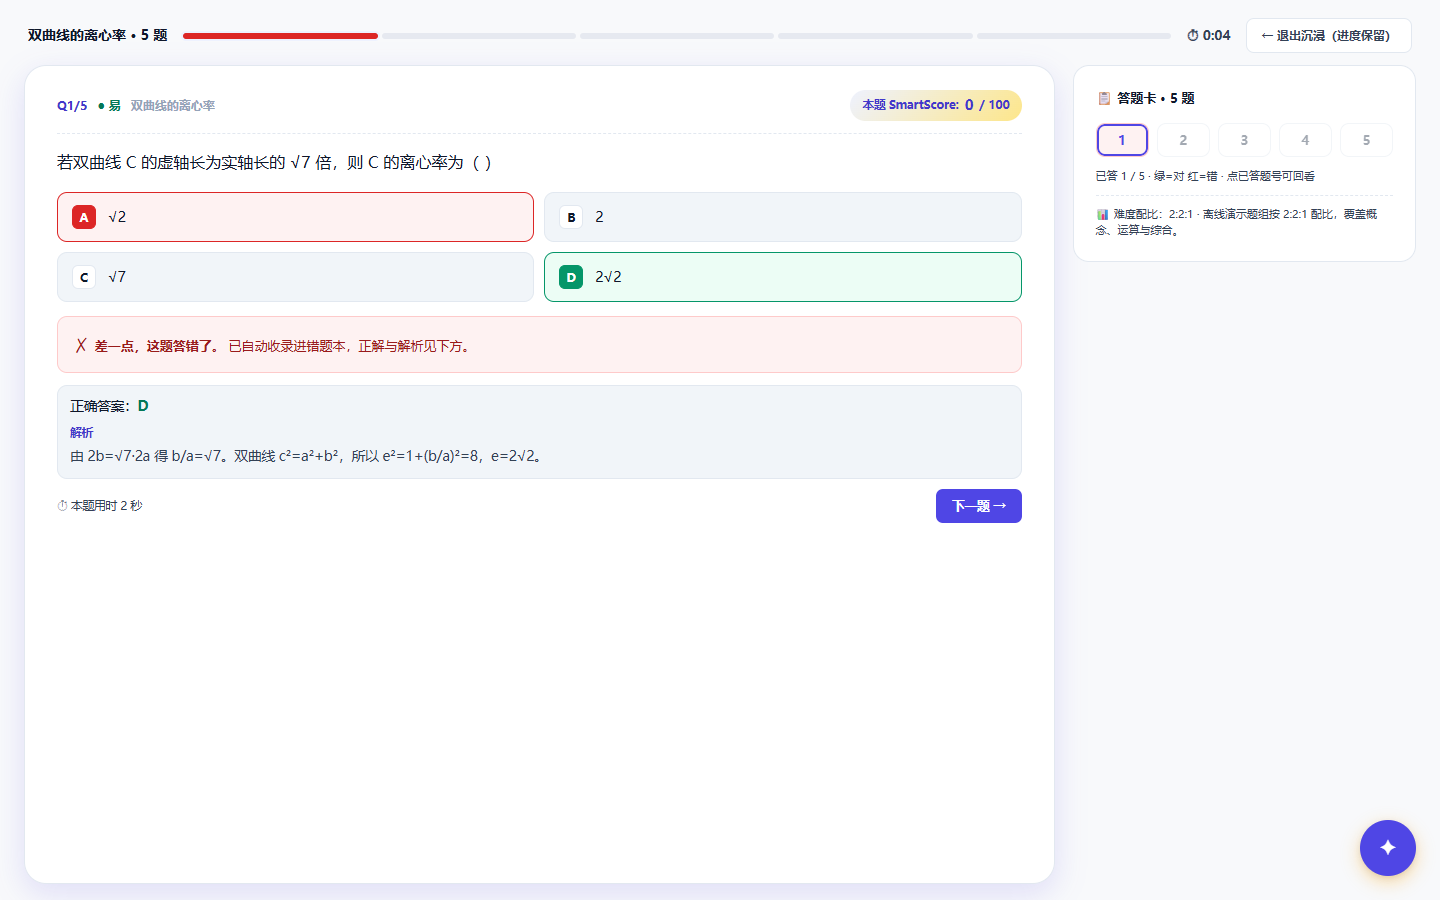 双曲线的离心率 • 5 题
⏱ 0:04
← 退出沉浸（进度保留）
Q1/5 ● 易 双曲线的离心率
本题 SmartScore: 0 / 100
若双曲线 C 的虚轴长为实轴长的 √7 倍，则 C 的离心率为（ ）
A √2
B 2
C √7
D 2√2
╳ 差一点，这题答错了。 已自动收录进错题本，正解与解析见下方。
正确答案：D
解析
由 2b=√7·2a 得 b/a=√7。双曲线 c²=a²+b²，所以 e²=1+(b/a)²=8，e=2√2。
⏱ 本题用时 2 秒
下一题 →
📋 答题卡 • 5 题
1 2 3 4 5
已答 1 / 5 · 绿=对 红=错 · 点已答题号可回看
📊 难度配比：2:2:1 · 离线演示题组按 2:2:1 配比，覆盖概
念、运算与综合。